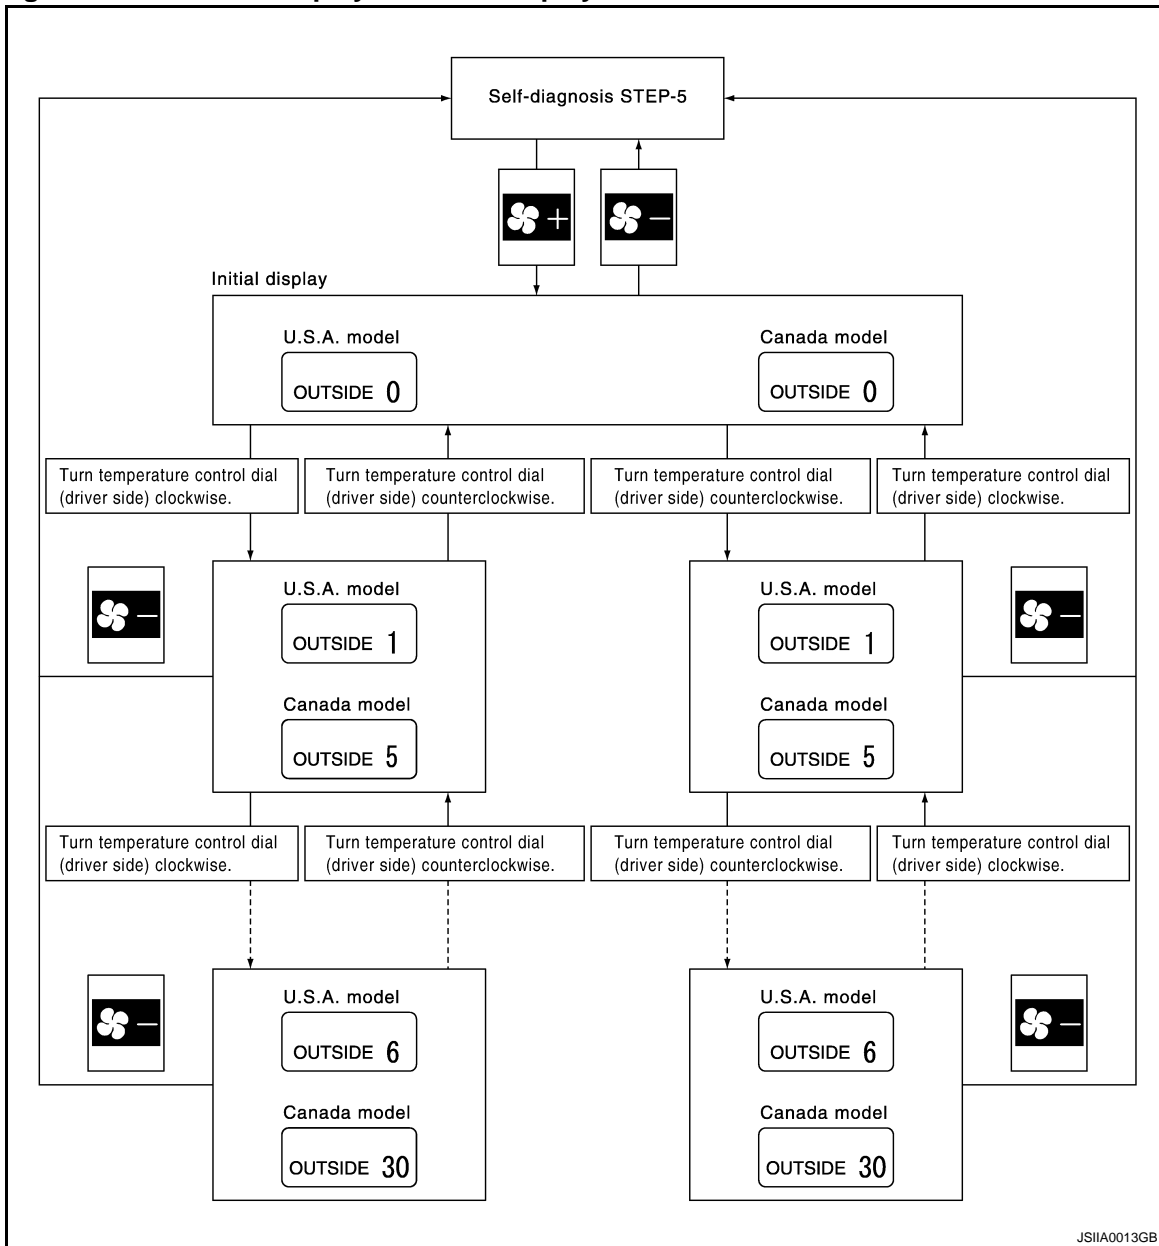 Self-diagnosis STEP-5
+
−
Initial display
U.S.A. model
Canada model
OUTSIDE 0
OUTSIDE 0
Turn temperature control dial
(driver side) clockwise.
Turn temperature control dial
(driver side) counterclockwise.
Turn temperature control dial
(driver side) counterclockwise.
Turn temperature control dial
(driver side) clockwise.
−
U.S.A. model
OUTSIDE 1
Canada model
OUTSIDE 5
U.S.A. model
OUTSIDE 1
Canada model
OUTSIDE 5
−
Turn temperature control dial
(driver side) clockwise.
Turn temperature control dial
(driver side) counterclockwise.
Turn temperature control dial
(driver side) counterclockwise.
Turn temperature control dial
(driver side) clockwise.
−
U.S.A. model
OUTSIDE 6
Canada model
OUTSIDE 30
U.S.A. model
OUTSIDE 6
Canada model
OUTSIDE 30
−
JSIIA0013GB